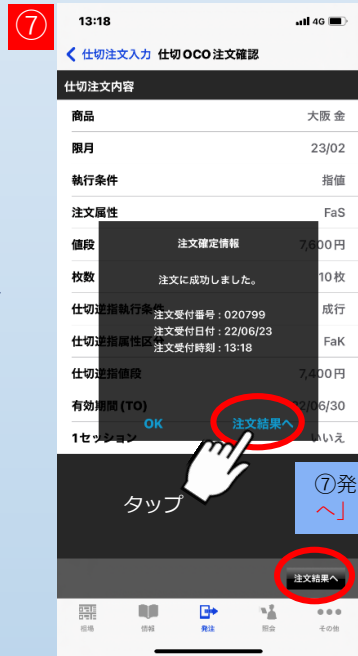 ⑦
13:18
4G
仕切注文入力 仕切OCO注文確認
仕切注文内容
商品 大阪 金
限月 23/02
執行条件 指値
注文属性 FaS
値段 7,600円
枚数 10枚
仕切逆指執行条件 成行
仕切逆指属性区分 FaK
仕切逆指値段 7,400円
有効期間(TO) 22/06/30
1セッション いいえ
注文確定情報
注文に成功しました。
注文受付番号:020799
注文受付日付:22/06/23
注文受付時刻:13:18
OK 注文結果へ
タップ
⑦発
へ」
注文結果へ
相場 情報 発注 照会 その他